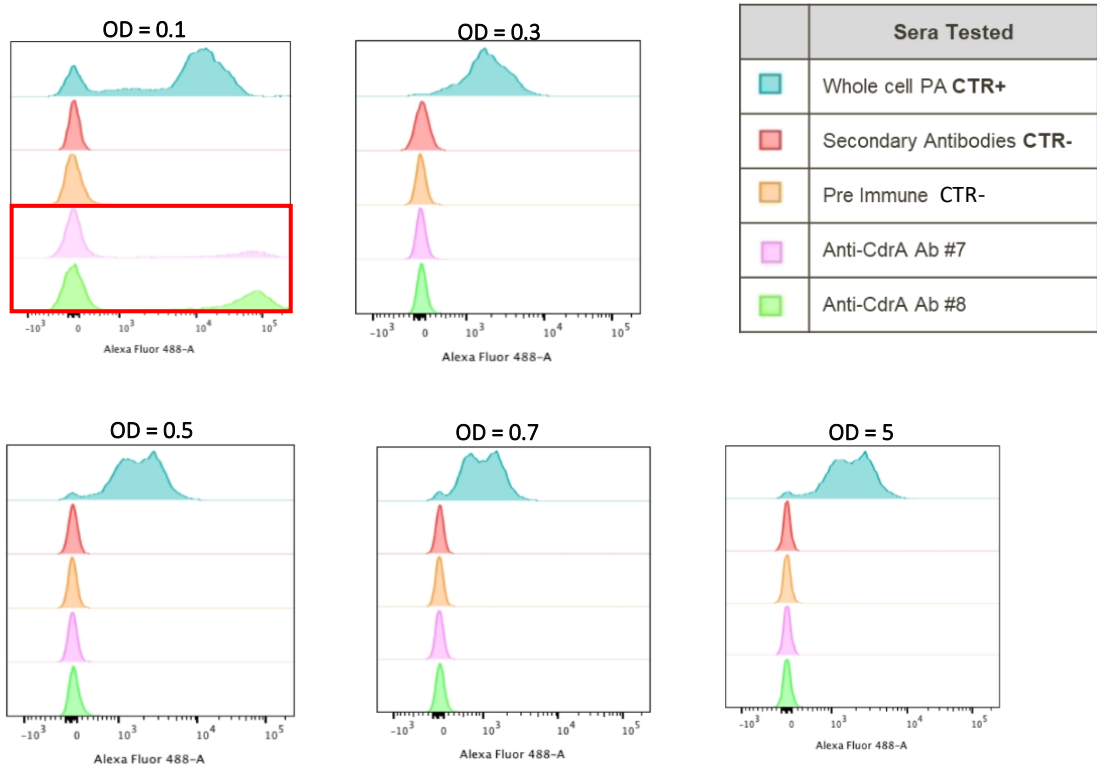 OD = 0.1
-10³ 0 10³ 10⁴ 10⁵
Alexa Fluor 488-A
OD = 0.3
-10³ 0 10³ 10⁴ 10⁵
Alexa Fluor 488-A
Sera Tested
Whole cell PA CTR+
Secondary Antibodies CTR-
Pre Immune CTR-
Anti-CdrA Ab #7
Anti-CdrA Ab #8
OD = 0.5
-10³ 0 10³ 10⁴ 10⁵
Alexa Fluor 488-A
OD = 0.7
-10³ 0 10³ 10⁴ 10⁵
Alexa Fluor 488-A
OD = 5
-10³ 0 10³ 10⁴ 10⁵
Alexa Fluor 488-A